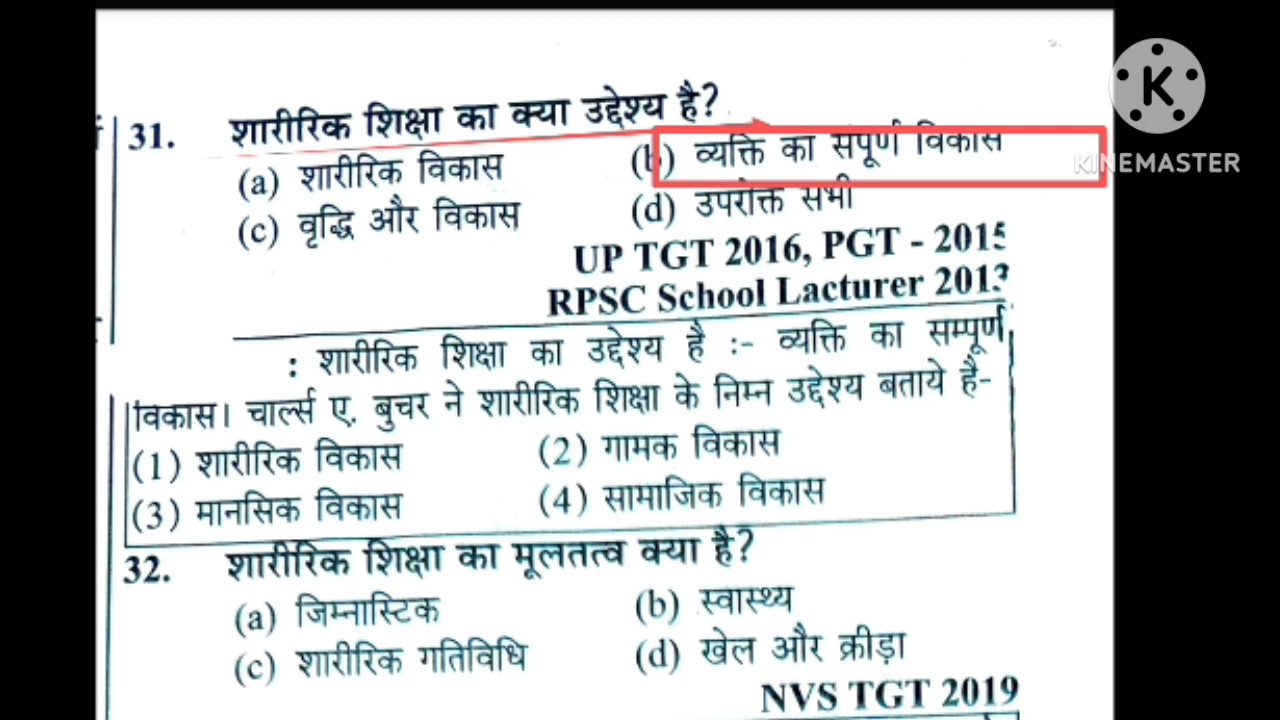 31. शारीरिक शिक्षा का क्या उद्देश्य है?
(a) शारीरिक विकास (b) व्यक्ति का संपूर्ण विकास
(c) वृद्धि और विकास (d) उपरोक्त सभी
UP TGT 2016, PGT - 2015
RPSC School Lacturer 2013
: शारीरिक शिक्षा का उद्देश्य है :- व्यक्ति का सम्पूर्ण
विकास। चार्ल्स ए. बुचर ने शारीरिक शिक्षा के निम्न उद्देश्य बताये हैं-
(1) शारीरिक विकास (2) गामक विकास
(3) मानसिक विकास (4) सामाजिक विकास
32. शारीरिक शिक्षा का मूलतत्व क्या है?
(a) जिम्नास्टिक (b) स्वास्थ्य
(c) शारीरिक गतिविधि (d) खेल और क्रीड़ा
NVS TGT 2019
K
KINEMASTER